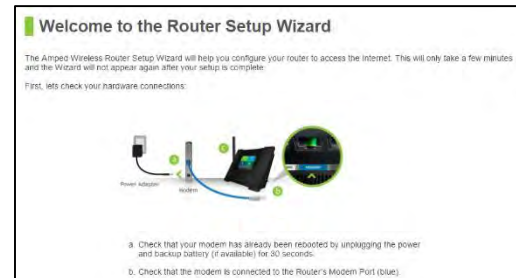 Welcome to the Router Setup Wizard
The Amped Wireless Router Setup Wizard will help you configure your router to access the Internet. This will only take a few minutes
and the Wizard will not appear again after your setup is complete.
First, lets check your hardware connections:
a
c
Power Adapter
Modem
b
a. Check that your modem has already been rebooted by unplugging the power
and backup battery (if available) for 30 seconds.
b. Check that the modem is connected to the Router's Modem Port (blue).